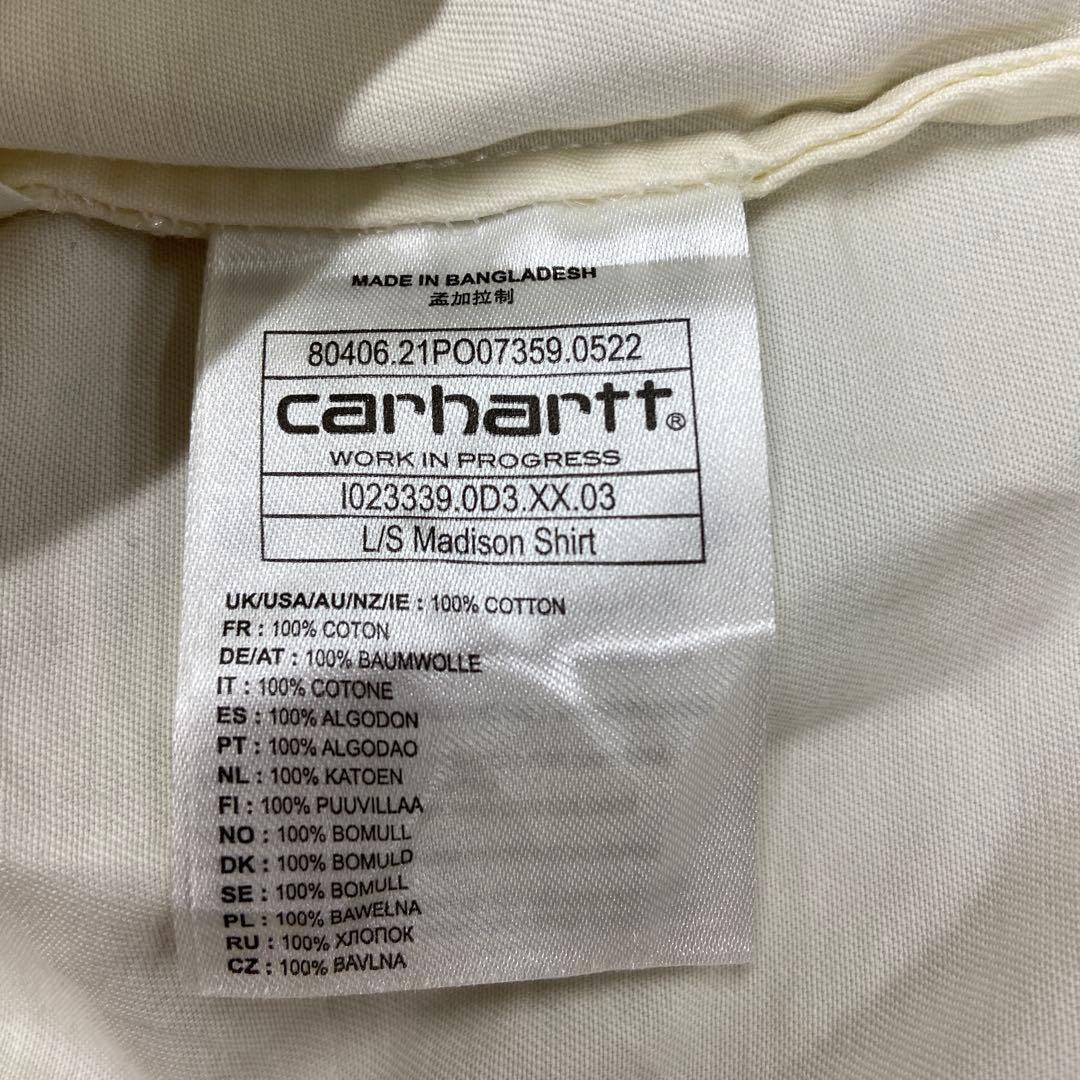 MADE IN BANGLADESH
孟加拉制
80406.21PO07359.0522
carhartt®
WORK IN PROGRESS
I023339.0D3.XX.03
L/S Madison Shirt
UK/USA/AU/NZ/IE : 100% COTTON
FR : 100% COTON
DE/AT : 100% BAUMWOLLE
IT : 100% COTONE
ES : 100% ALGODON
PT : 100% ALGODAO
NL : 100% KATOEN
FI : 100% PUUVILLAA
NO : 100% BOMULL
DK : 100% BOMULD
SE : 100% BOMULL
PL : 100% BAWEŁNA
RU : 100% ХЛОПОК
CZ : 100% BAVLNA